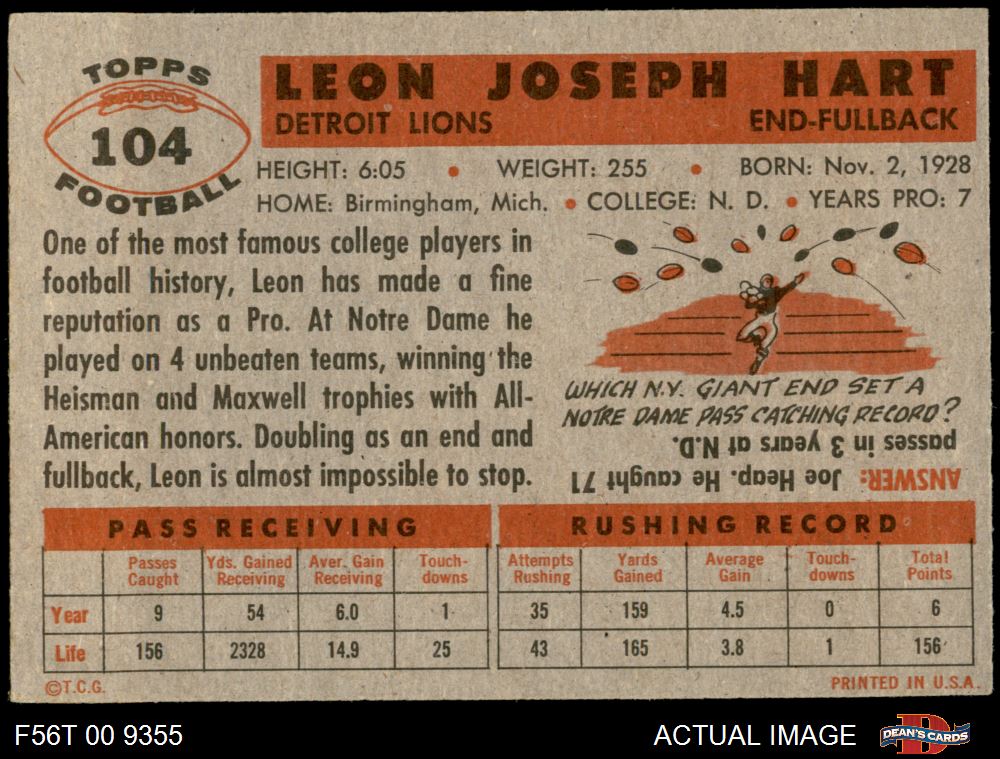 TOPPS
104
FOOTBALL
LEON JOSEPH HART
DETROIT LIONS END-FULLBACK
HEIGHT: 6:05 • WEIGHT: 255 • BORN: Nov. 2, 1928
HOME: Birmingham, Mich. • COLLEGE: N. D. • YEARS PRO: 7
One of the most famous college players in
football history, Leon has made a fine
reputation as a Pro. At Notre Dame he
played on 4 unbeaten teams, winning the
Heisman and Maxwell trophies with All-
American honors. Doubling as an end and
fullback, Leon is almost impossible to stop.
WHICH N.Y. GIANT END SET A
NOTRE DAME PASS CATCHING RECORD?
ANSWER: Joe Heap. He caught 71
passes in 3 years at N.D.
PASS RECEIVING
Passes Caught Yds. Gained Receiving Aver. Gain Receiving Touch-downs
Year 9 54 6.0 1
Life 156 2328 14.9 25
RUSHING RECORD
Attempts Rushing Yards Gained Average Gain Touch-downs Total Points
35 159 4.5 0 6
43 165 3.8 1 156
©T.C.G. PRINTED IN U.S.A.
F56T 00 9355 ACTUAL IMAGE D DEAN'S CARDS